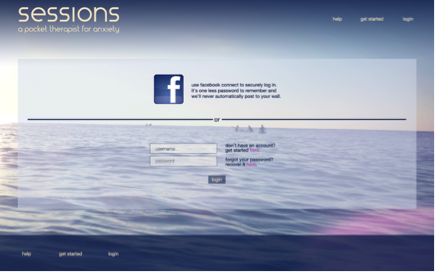 sessions
a pocket therapist for anxiety
help get started login
use facebook connect to securely log in.
it's one less password to remember and
we'll never automatically post to your wall.
or
username
don't have an account?
get started here.
password
forgot your password?
recover it here.
login
help get started login